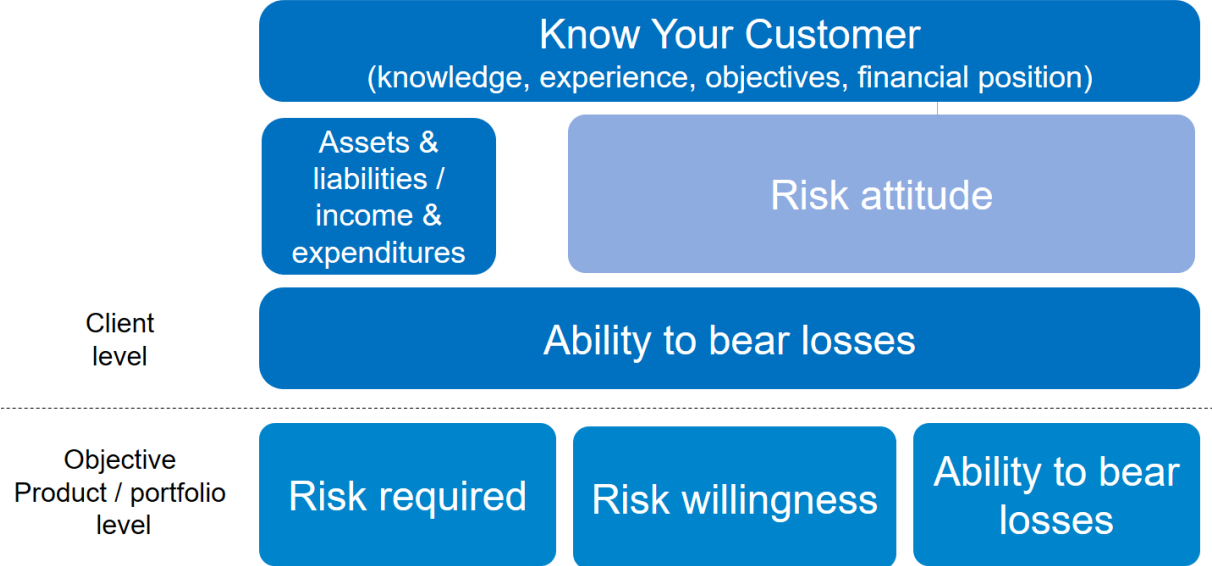 Know Your Customer
(knowledge, experience, objectives, financial position)
Assets &
liabilities /
income &
expenditures
Risk attitude
Client
level
Ability to bear losses
Objective
Product / portfolio
level
Risk required
Risk willingness
Ability to bear
losses